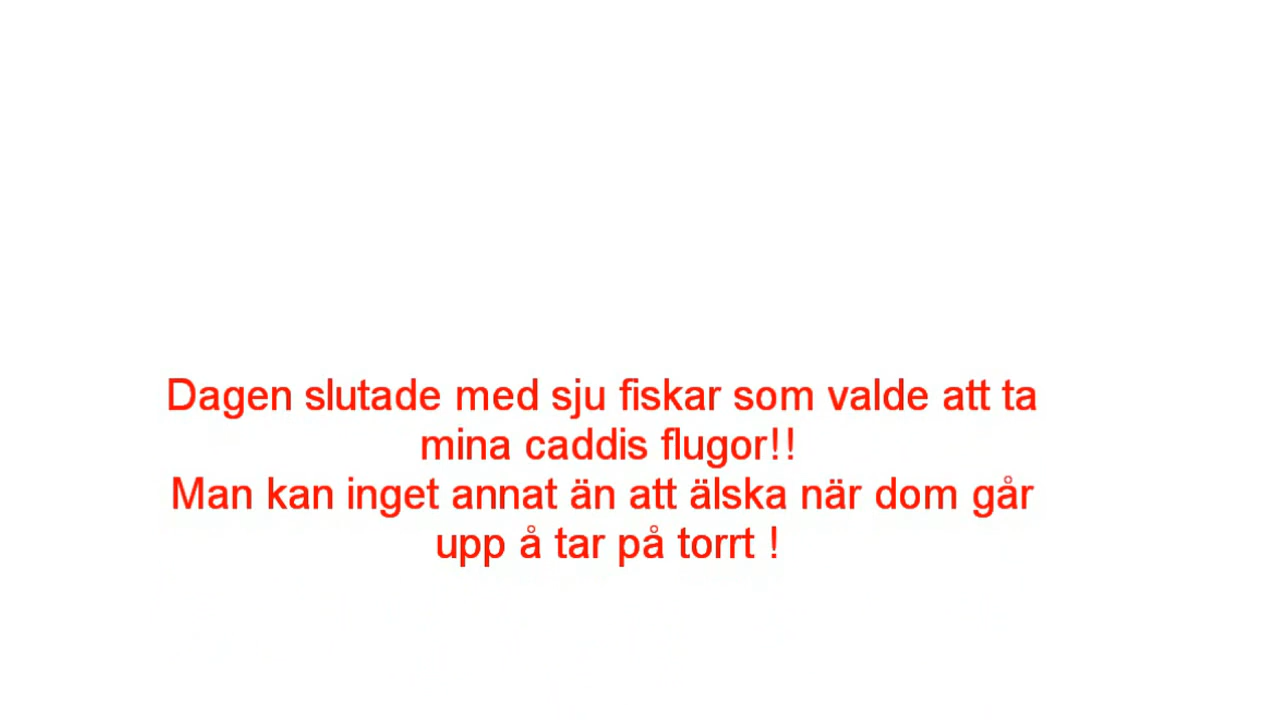 Dagen slutade med sju fiskar som valde att ta
mina caddis flugor!!
Man kan inget annat än att älska när dom går
upp å tar på torrt !